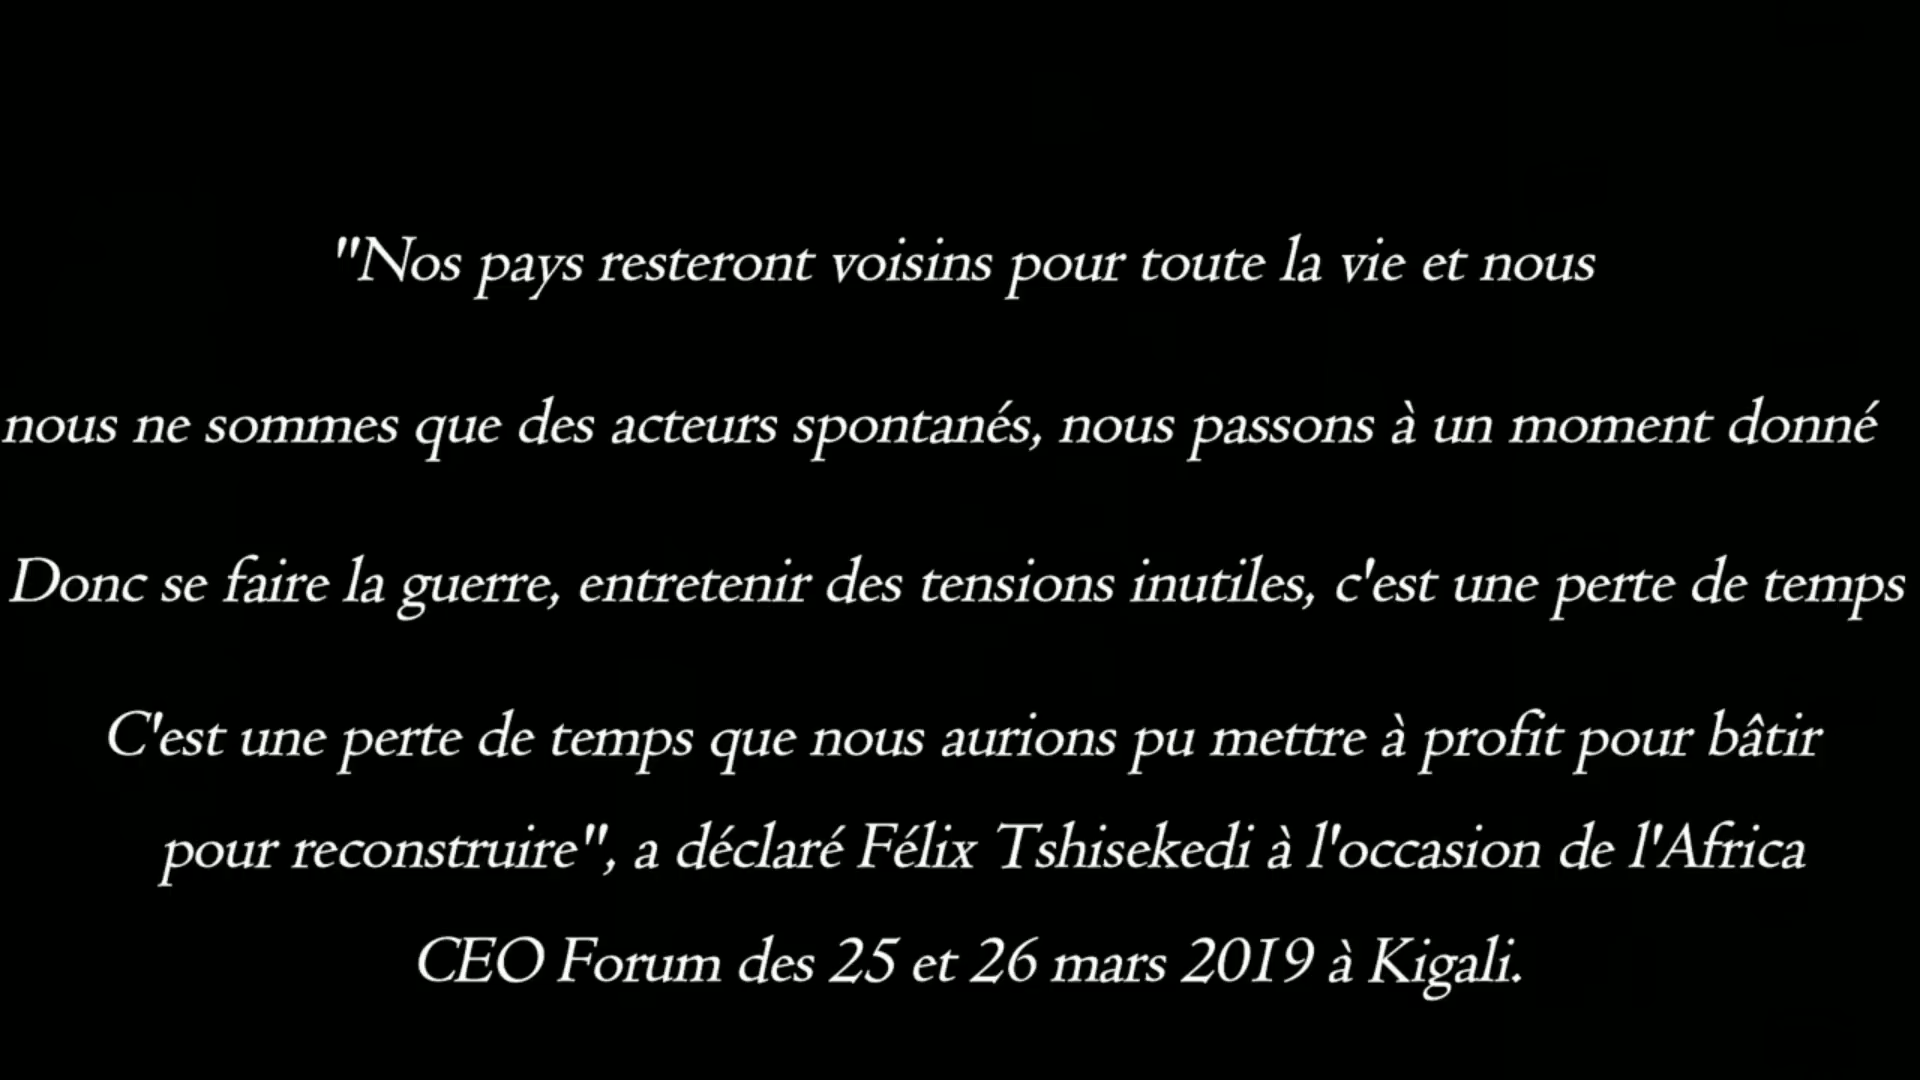 "Nos pays resteront voisins pour toute la vie et nous
nous ne sommes que des acteurs spontanés, nous passons à un moment donné
Donc se faire la guerre, entretenir des tensions inutiles, c'est une perte de temps
C'est une perte de temps que nous aurions pu mettre à profit pour bâtir
pour reconstruire", a déclaré Félix Tshisekedi à l'occasion de l'Africa
CEO Forum des 25 et 26 mars 2019 à Kigali.